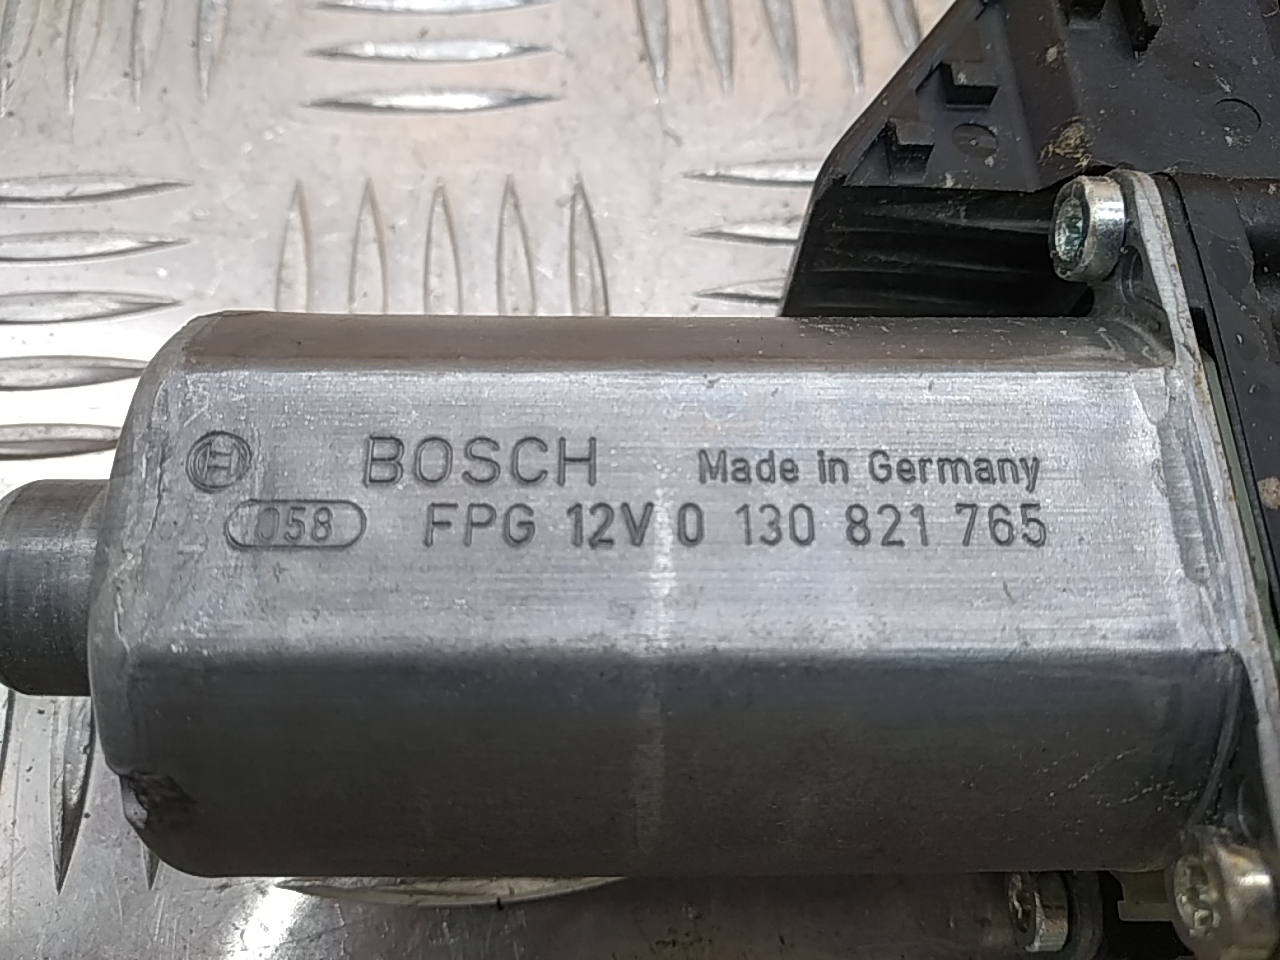 BOSCH Made in Germany
058 FPG 12V 0 130 821 765